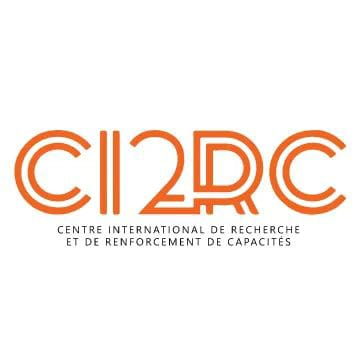 CI2RC
CENTRE INTERNATIONAL DE RECHERCHE
ET DE RENFORCEMENT DE CAPACITÉS